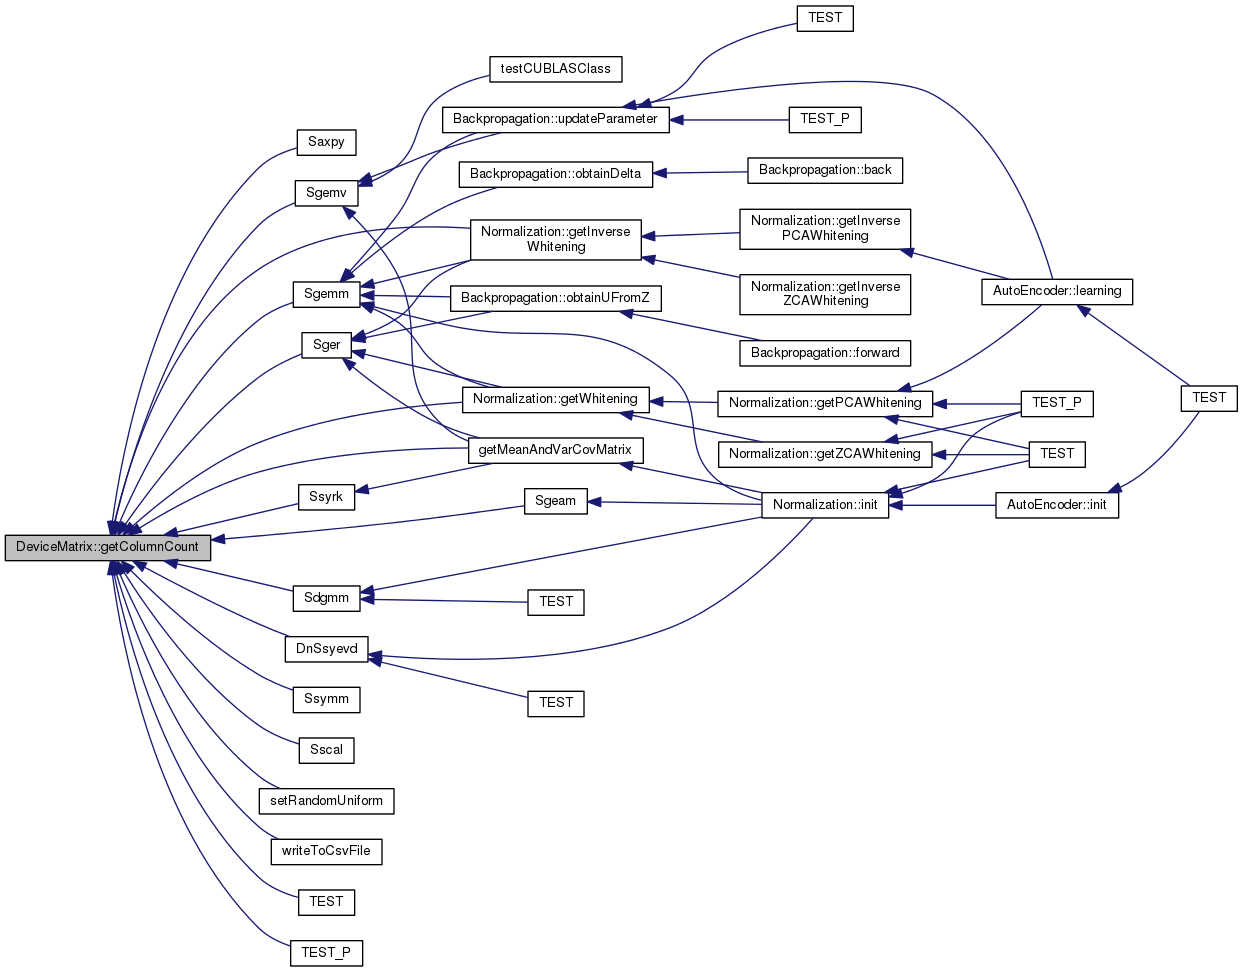 TEST
testCUBLASClass
Backpropagation::updateParameter
TEST_P
Saxpy
Backpropagation::obtainDelta
Backpropagation::back
Sgemv
Normalization::getInverse
Whitening
Normalization::getInverse
PCAWhitening
Sgemm
Backpropagation::obtainUFromZ
Normalization::getInverse
ZCAWhitening
AutoEncoder::learning
Sger
Backpropagation::forward
Normalization::getWhitening
Normalization::getPCAWhitening
TEST_P
TEST
getMeanAndVarCovMatrix
Normalization::getZCAWhitening
TEST
Ssyrk
Sgeam
Normalization::init
AutoEncoder::init
DeviceMatrix::getColumnCount
Sdgmm
TEST
DnSsyevd
Ssymm
TEST
Sscal
setRandomUniform
writeToCsvFile
TEST
TEST_P